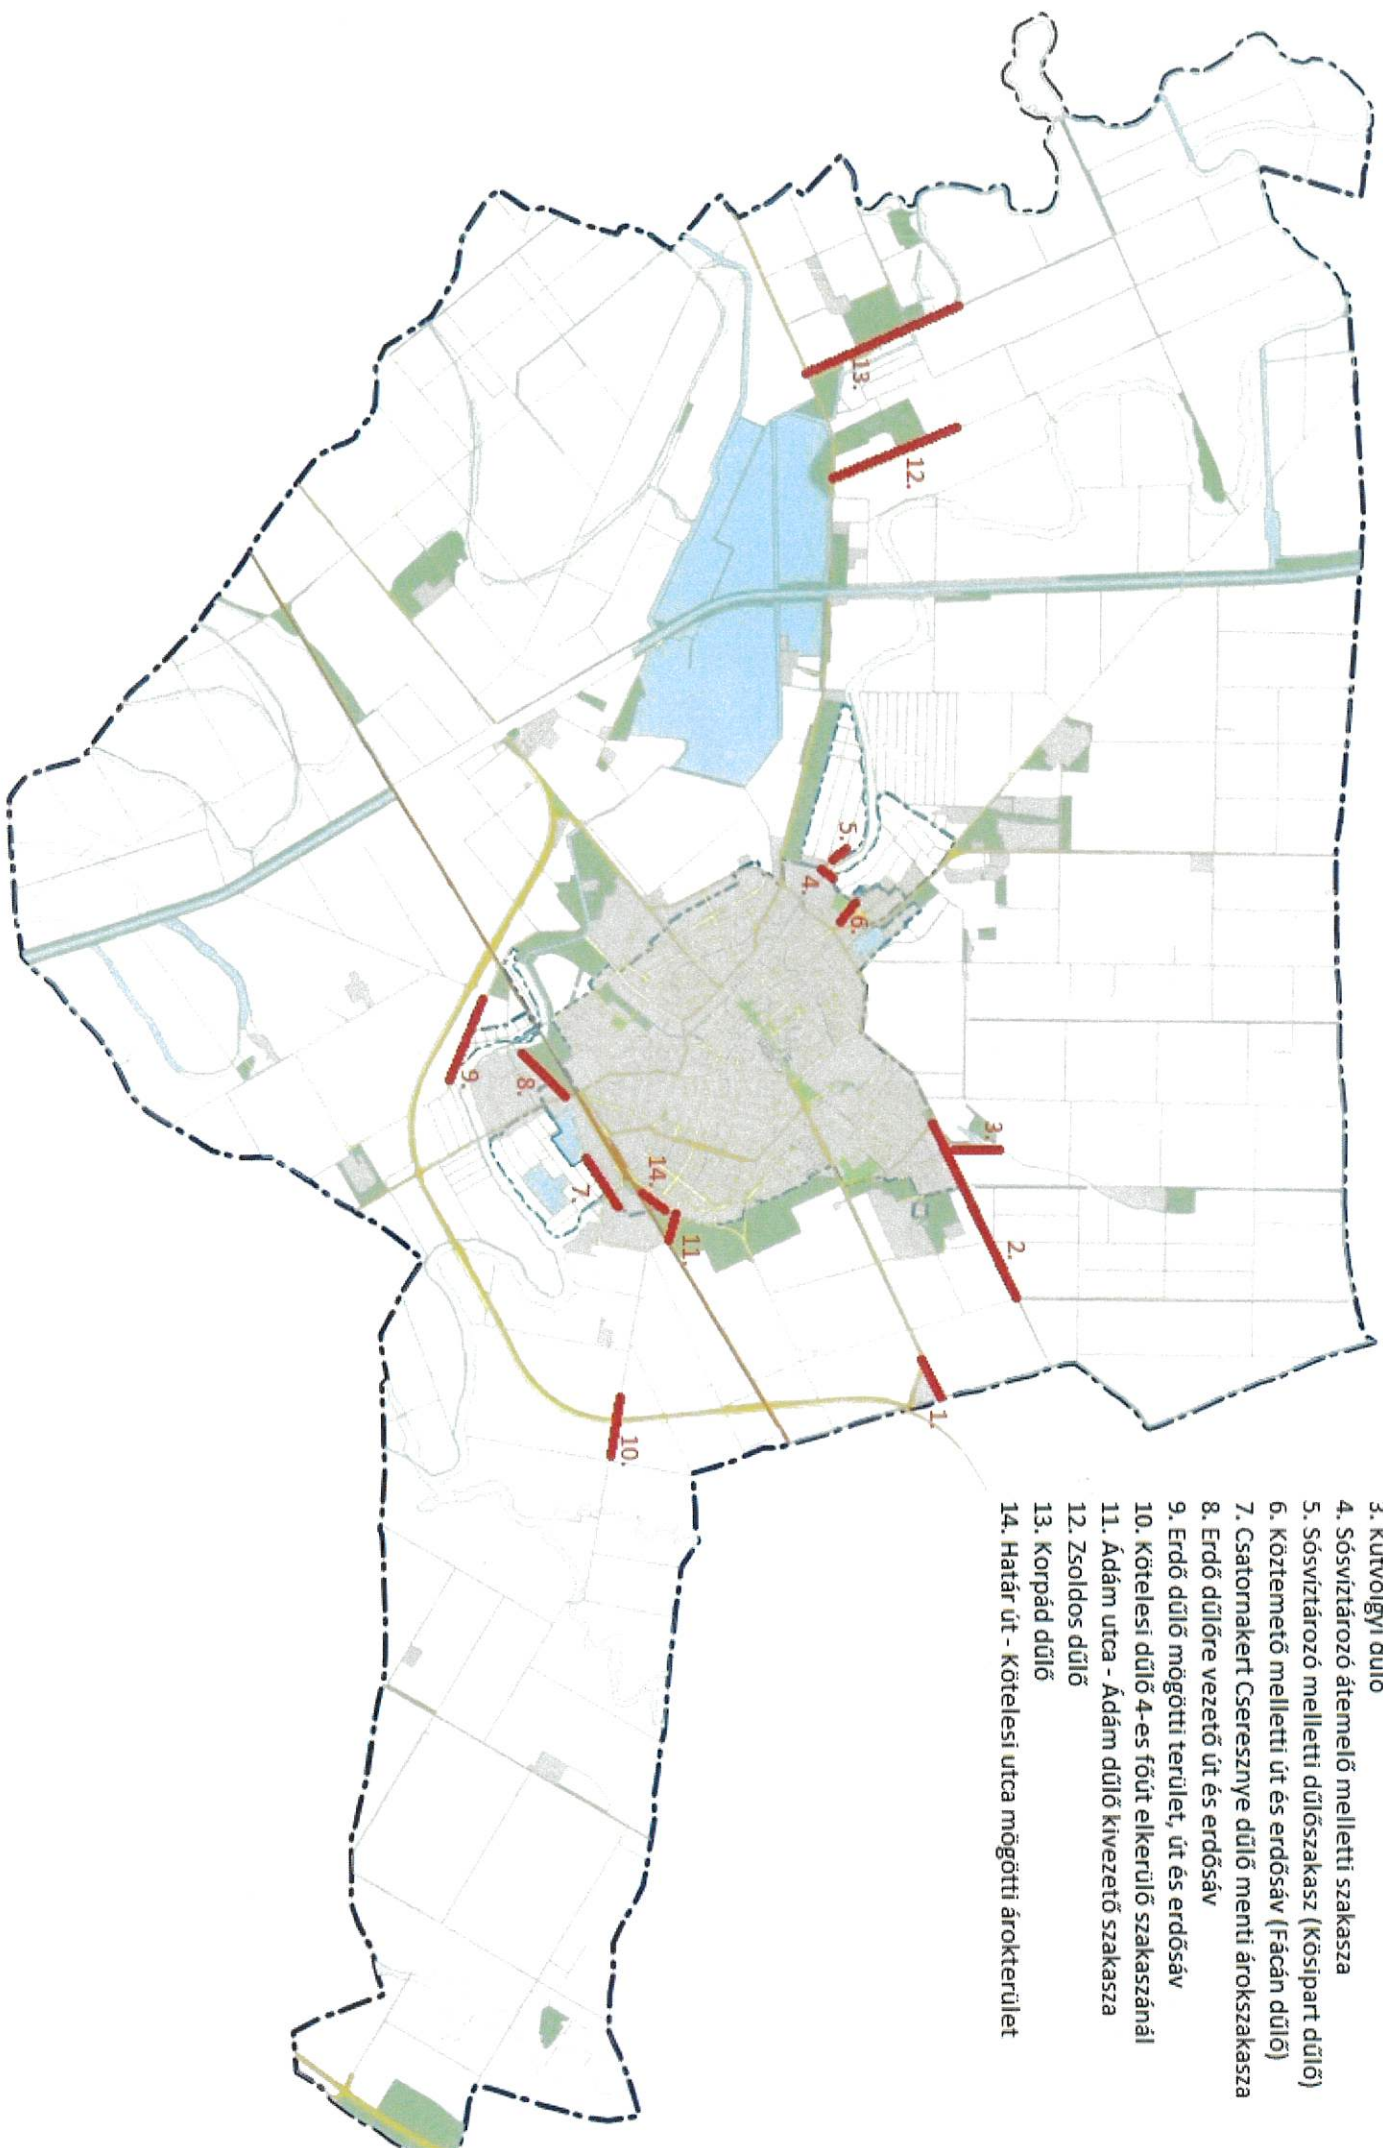 3. Kútvölgyi dűlő
4. Sósvíztározó átemelő melletti szakasza
5. Sósvíztározó melletti dűlőszakasz (Kösipart dűlő)
6. Köztemető melletti út és erdősáv (Fácán dűlő)
7. Csatornakert Cseresznye dűlő menti árokszakasza
8. Erdő dűlőre vezető út és erdősáv
9. Erdő dűlő mögötti terület, út és erdősáv
10. Kötelesi dűlő 4-es főút elkerülő szakaszánál
11. Ádám utca - Ádám dűlő kivezető szakasza
12. Zsoldos dűlő
13. Korpád dűlő
14. Határ út - Kötelesi utca mögötti árokterület
1.
2.
3.
4.
5.
6.
7.
8.
9.
10.
11.
12.
13.
14.